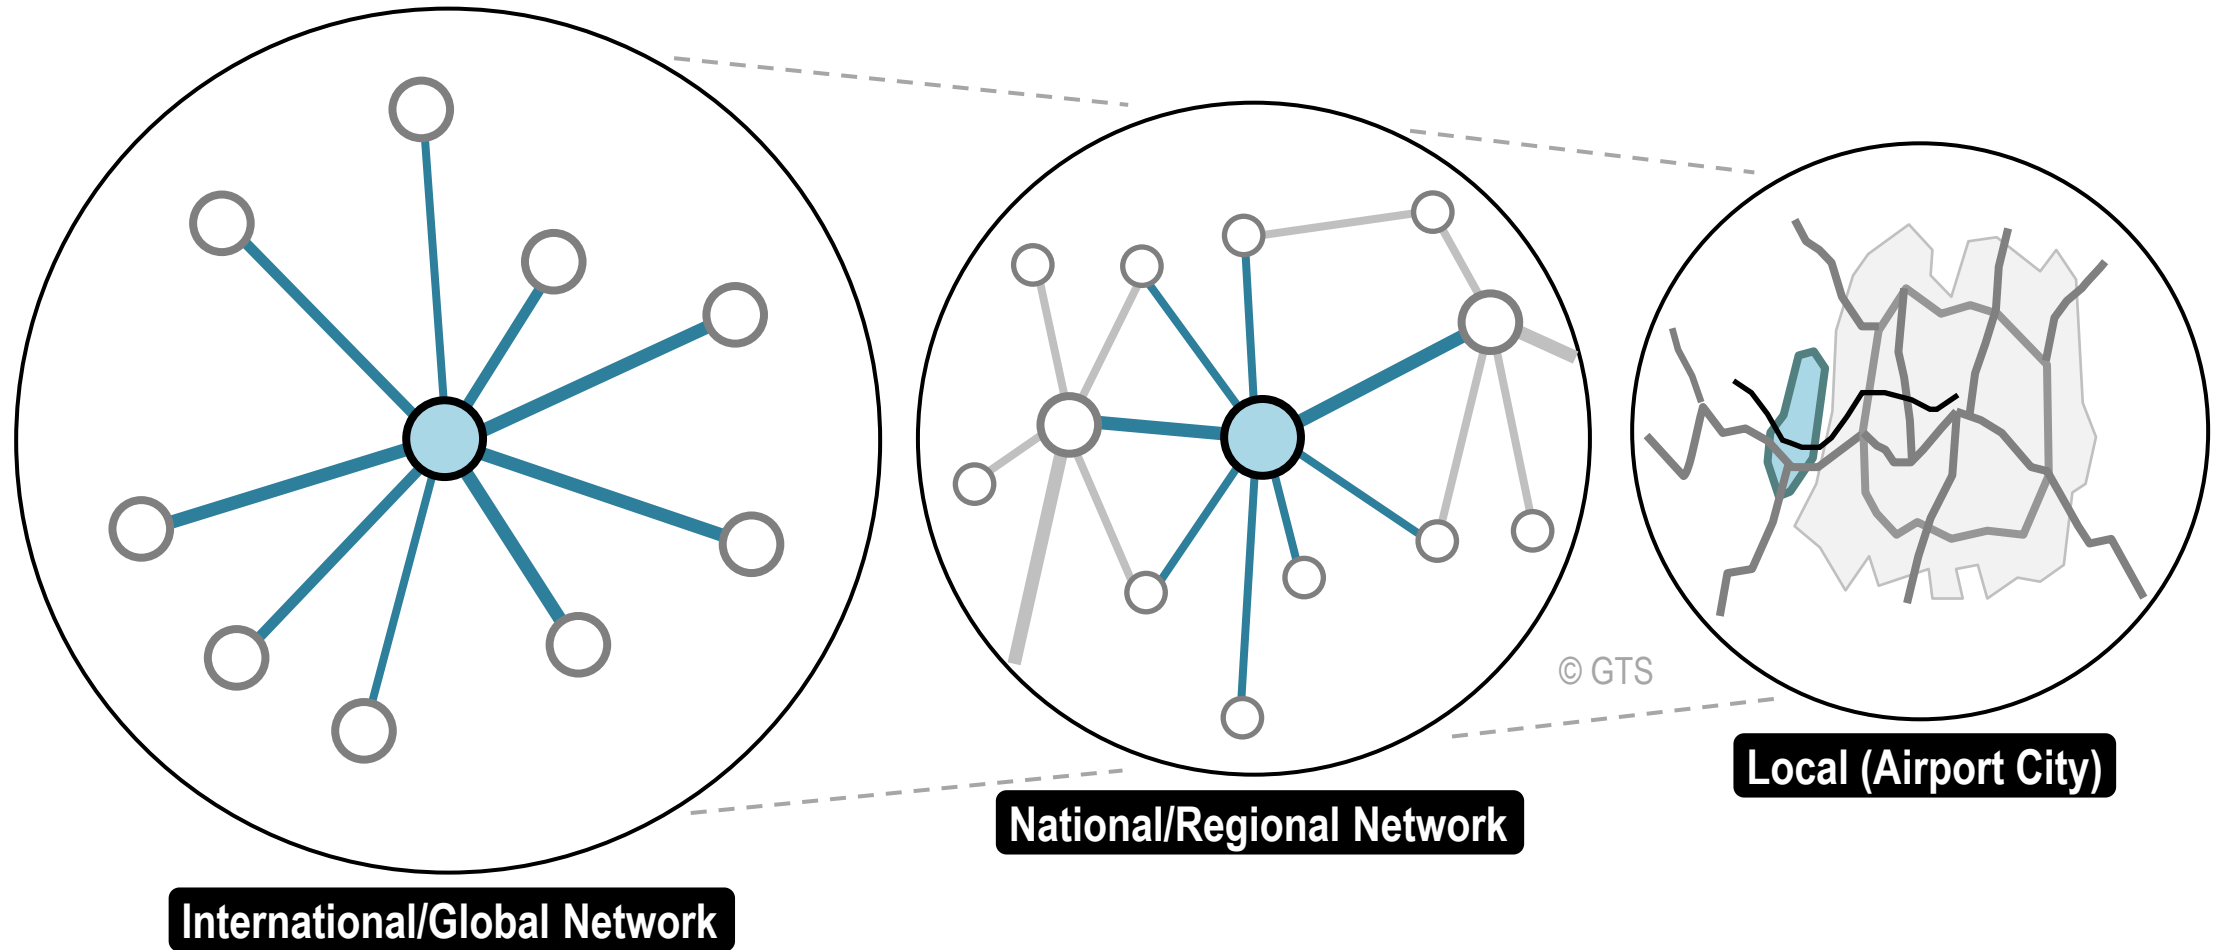 International/Global Network
National/Regional Network
© GTS
Local (Airport City)